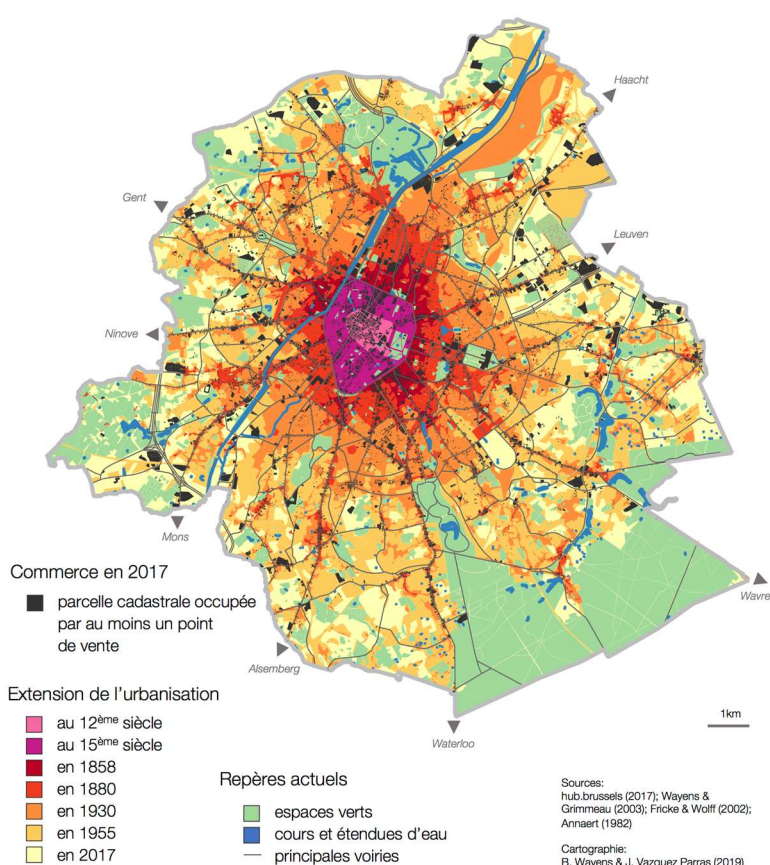 Haacht
Gent
Leuven
Ninove
Mons
Commerce en 2017
parcelle cadastrale occupée
par au moins un point
de vente
Wavre
Alsemberg
Extension de l'urbanisation
1km
au 12ème siècle
Waterloo
au 15ème siècle
en 1858
en 1880
en 1930
en 1955
en 2017
Repères actuels
espaces verts
cours et étendues d'eau
principales voiries
Sources:
hub.brussels (2017); Wayens &
Grimmeau (2003); Fricke & Wolff (2002);
Annaert (1982)
Cartographie:
B. Wayens & J. Vazquez Parras (2019)